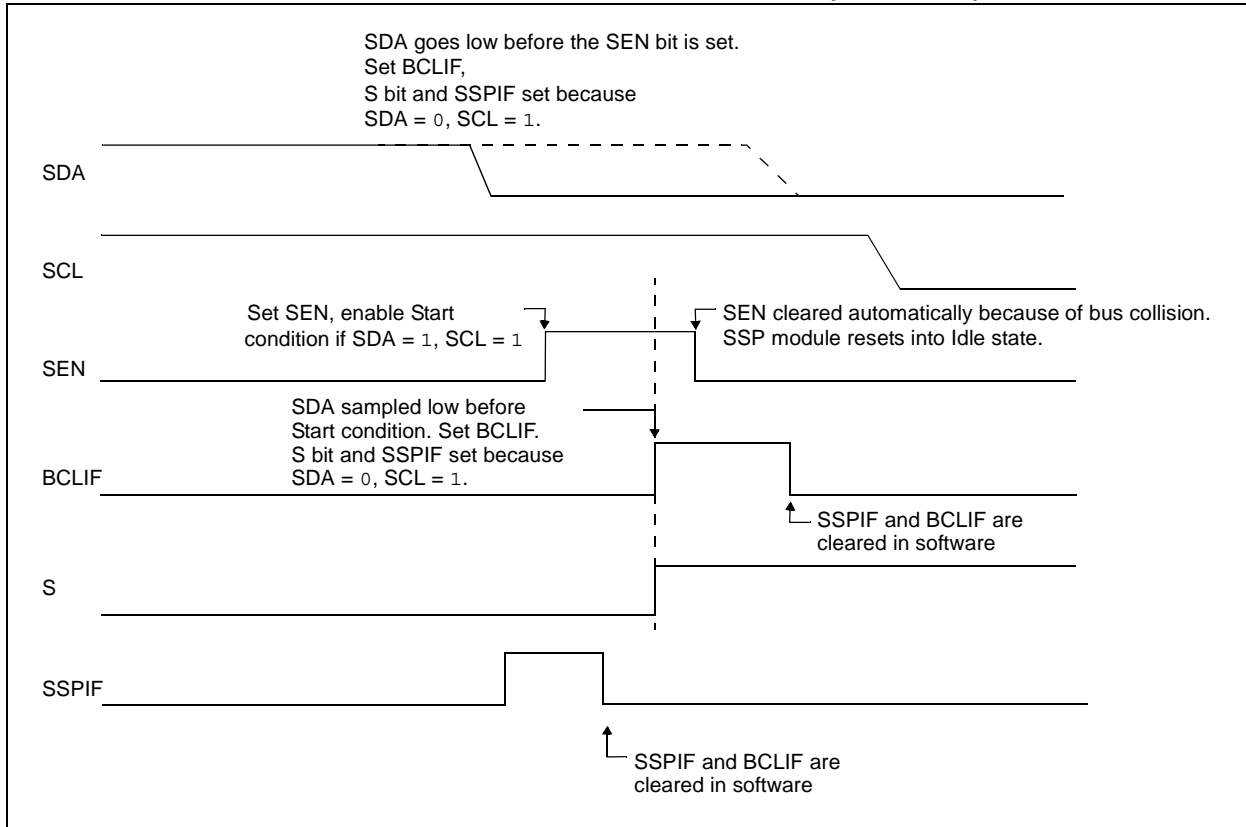 SDA goes low before the SEN bit is set.
Set BCLIF,
S bit and SSPIF set because
SDA = 0, SCL = 1.
SDA
SCL
Set SEN, enable Start
condition if SDA = 1, SCL = 1
SEN cleared automatically because of bus collision.
SSP module resets into Idle state.
SEN
SDA sampled low before
Start condition. Set BCLIF.
S bit and SSPIF set because
SDA = 0, SCL = 1.
BCLIF
SSPIF and BCLIF are
cleared in software
S
SSPIF
SSPIF and BCLIF are
cleared in software